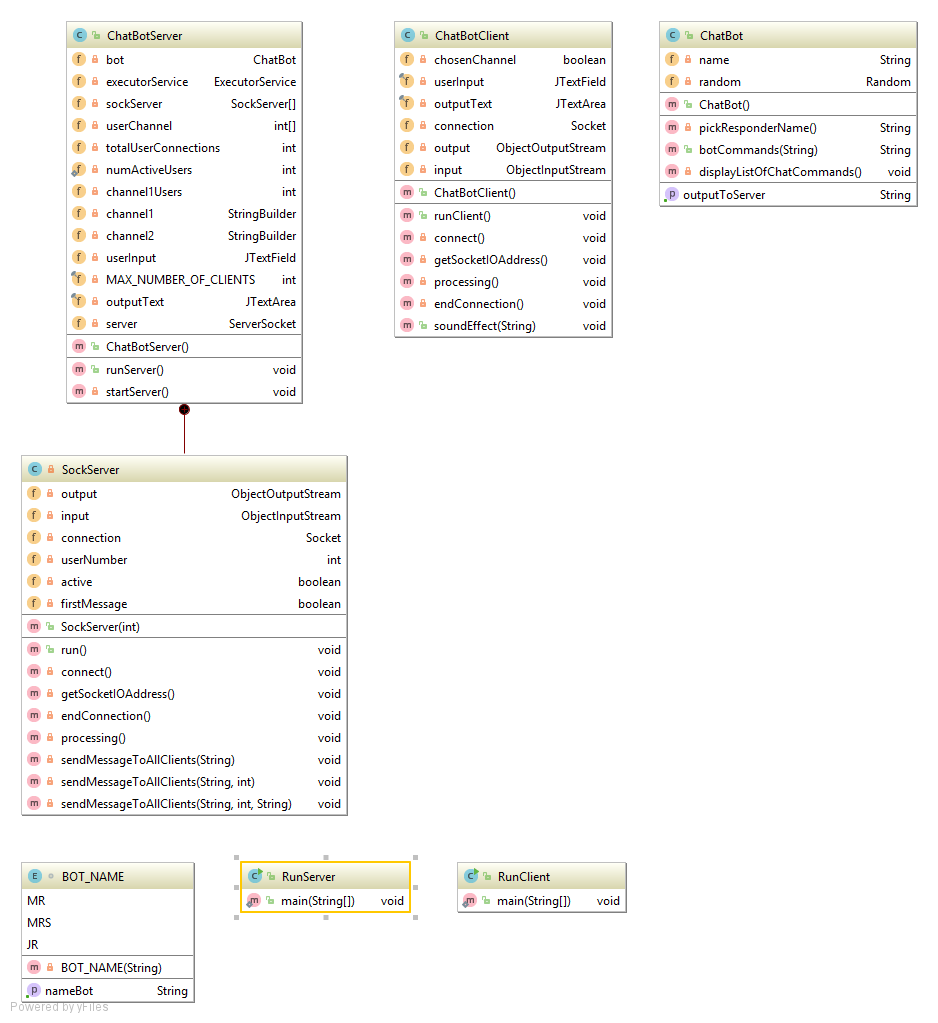 ChatBotServer
bot ChatBot
executorService ExecutorService
sockServer SockServer[]
userChannel int[]
totalUserConnections int
numActiveUsers int
channel1Users int
channel1 StringBuilder
channel2 StringBuilder
userInput JTextField
MAX_NUMBER_OF_CLIENTS int
outputText JTextArea
server ServerSocket
ChatBotServer()
runServer() void
startServer() void
ChatBotClient
chosenChannel boolean
userInput JTextField
outputText JTextArea
connection Socket
output ObjectOutputStream
input ObjectInputStream
ChatBotClient()
runClient() void
connect() void
getSocketIOAddress() void
processing() void
endConnection() void
soundEffect(String) void
ChatBot
name String
random Random
ChatBot()
pickResponderName() String
botCommands(String) String
displayListOfChatCommands() void
outputToServer String
SockServer
output ObjectOutputStream
input ObjectInputStream
connection Socket
userNumber int
active boolean
firstMessage boolean
SockServer(int)
run() void
connect() void
getSocketIOAddress() void
endConnection() void
processing() void
sendMessageToAllClients(String) void
sendMessageToAllClients(String, int) void
sendMessageToAllClients(String, int, String) void
BOT_NAME
MR
MRS
JR
BOT_NAME(String)
nameBot String
RunServer
main(String[]) void
RunClient
main(String[]) void
Powered by yFiles